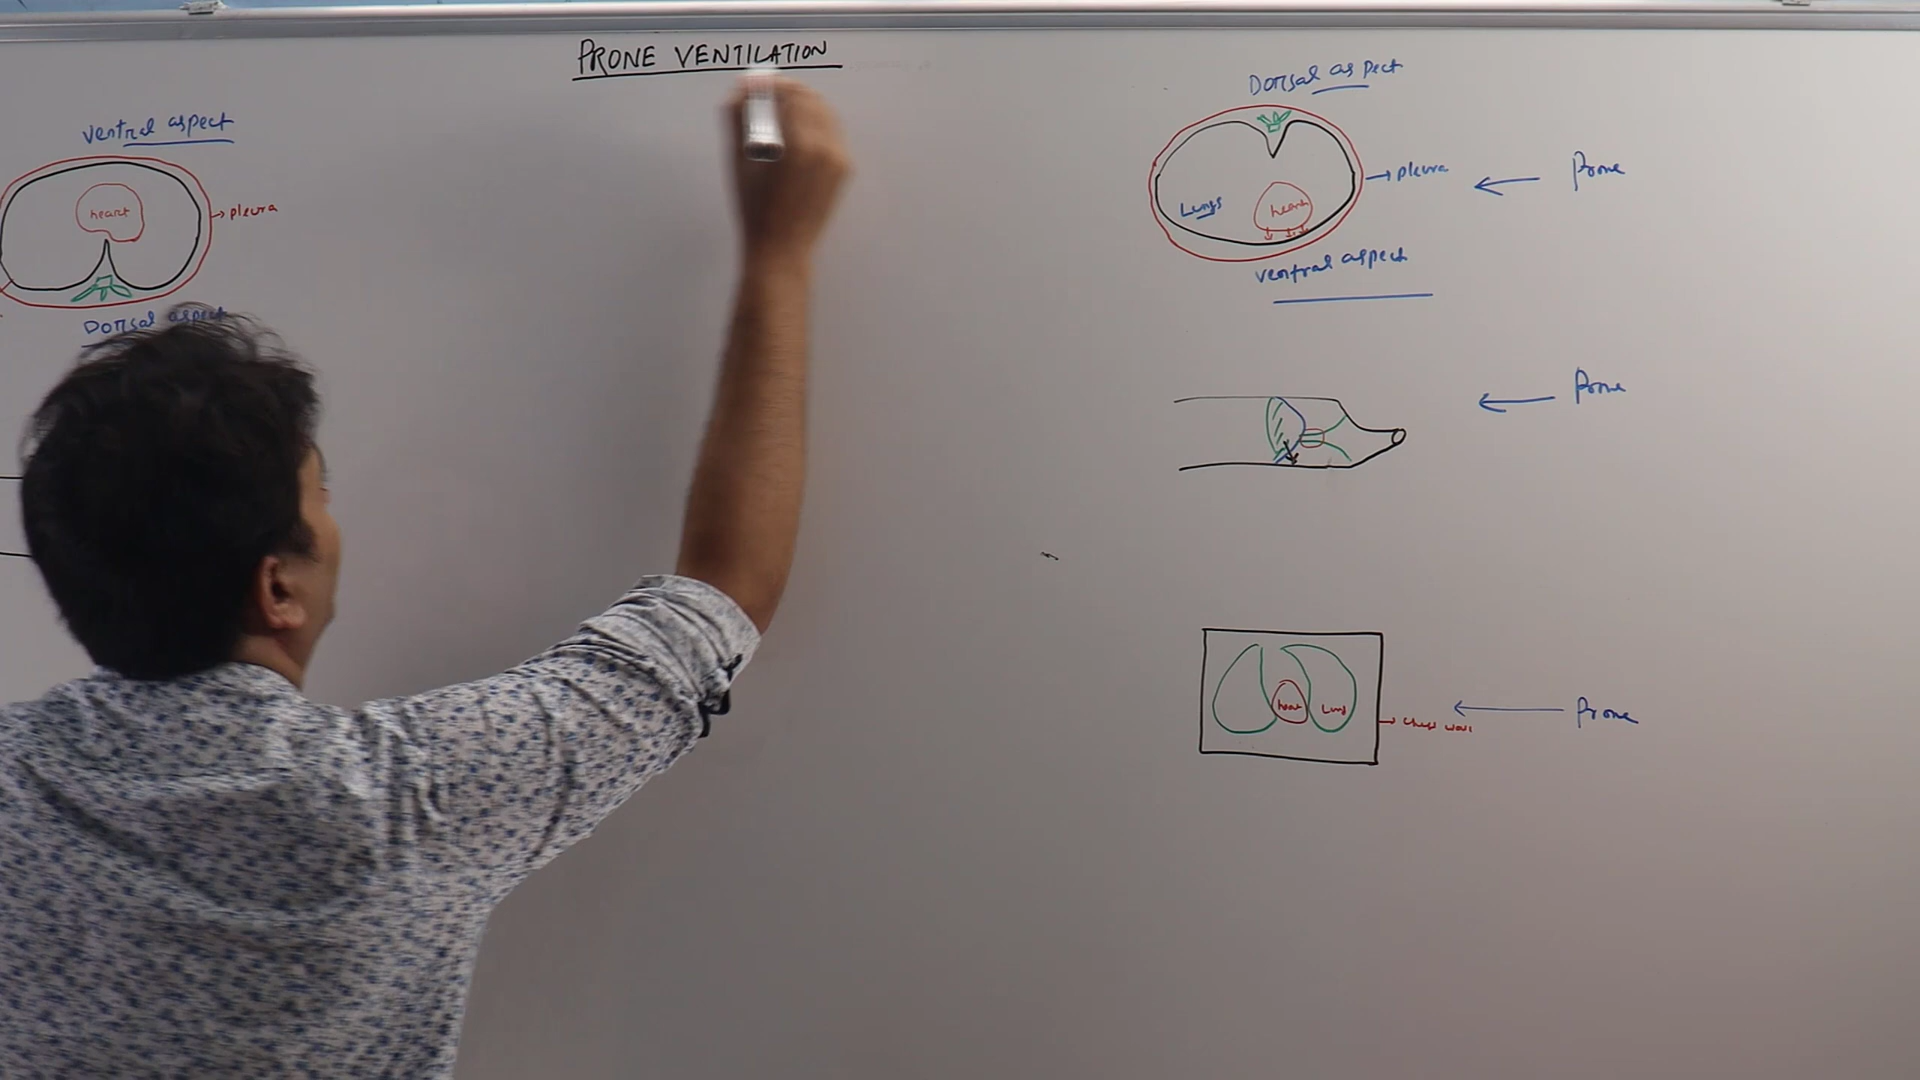 PRONE VENTILATION
ventral aspect
heart
pleura
Dorsal aspect
Dorsal aspect
Lungs
heart
pleura
Prone
ventral aspect
Prone
heart
Lung
chest wall
Prone